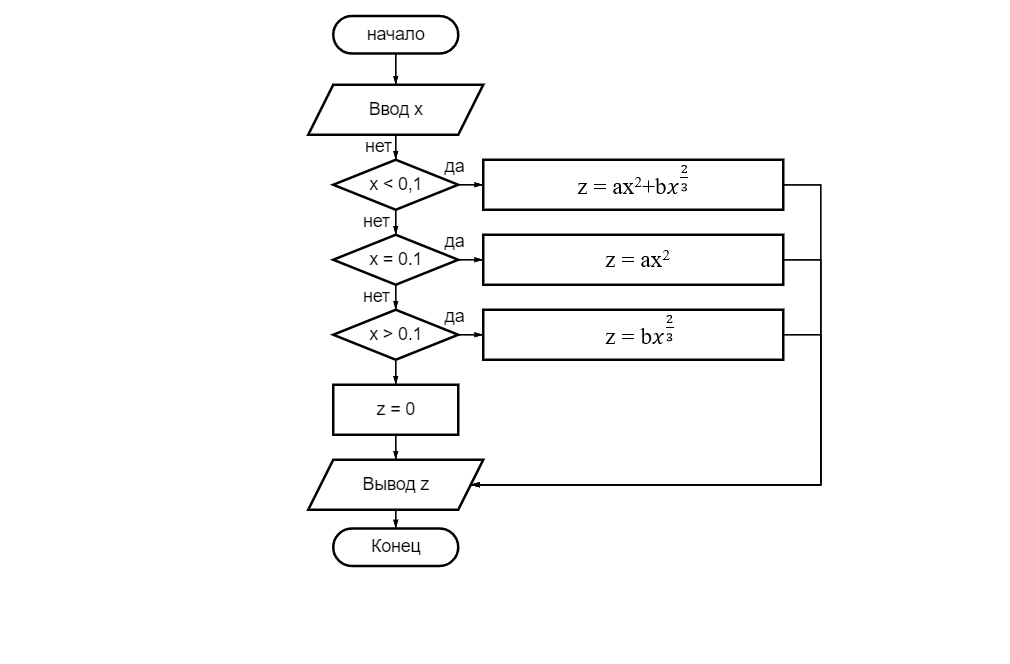 начало
Ввод x
нет
x < 0,1
да
z = ax²+bx^(2/3)
нет
x = 0.1
да
z = ax²
нет
x > 0.1
да
z = bx^(2/3)
z = 0
Вывод z
Конец